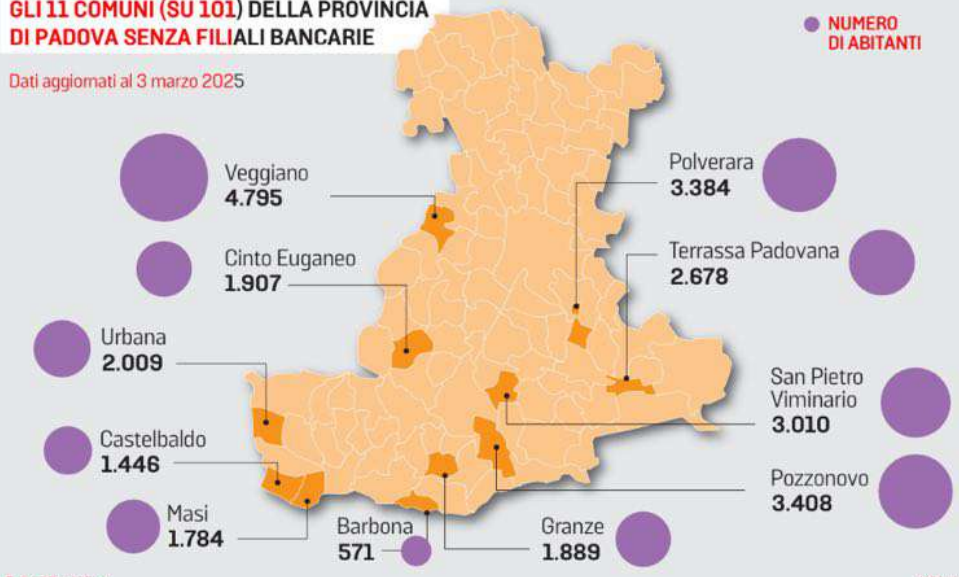 GLI 11 COMUNI (SU 101) DELLA PROVINCIA
DI PADOVA SENZA FILIALI BANCARIE
Dati aggiornati al 3 marzo 2025
NUMERO
DI ABITANTI
Veggiano
4.795
Cinto Euganeo
1.907
Urbana
2.009
Castelbaldo
1.446
Masi
1.784
Barbona
571
Granze
1.889
Polverara
3.384
Terrassa Padovana
2.678
San Pietro
Viminario
3.010
Pozzonovo
3.408